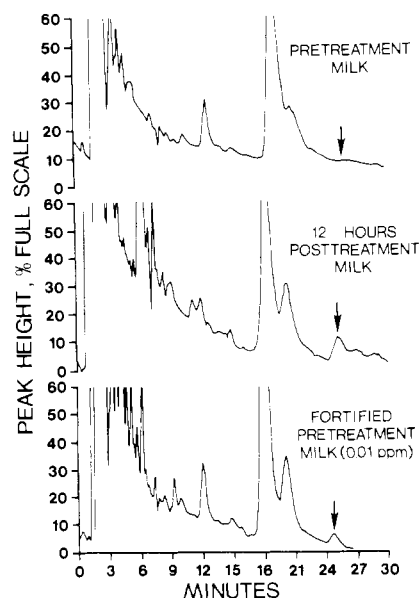 PEAK HEIGHT, % FULL SCALE
60
50
40
30
20
10
0
PRETREATMENT
MILK
60
50
40
30
20
10
0
12 HOURS
POSTTREATMENT
MILK
60
50
40
30
20
10
0
FORTIFIED
PRETREATMENT
MILK (0.01 ppm)
0 3 6 9 12 15 18 21 24 27 30
MINUTES